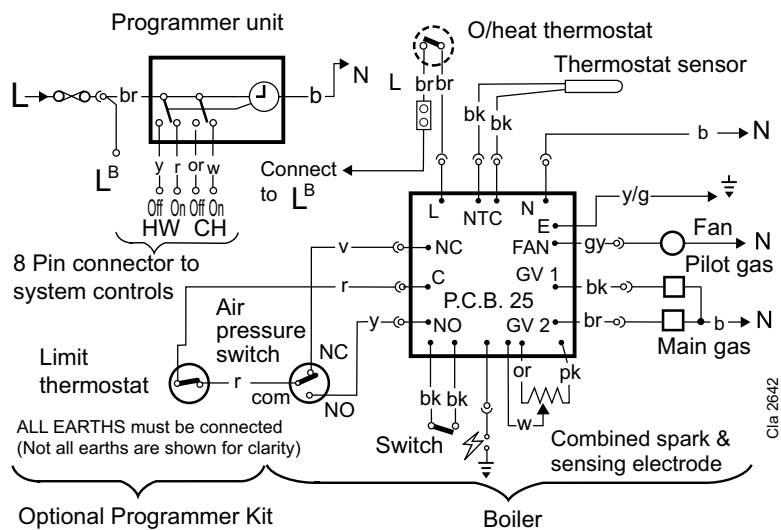 Programmer unit
O/heat thermostat
Thermostat sensor
L
br
b
N
L
br
br
bk
bk
b
N
y
r
or
w
L B
Connect
to L B
Off On Off On
HW CH
8 Pin connector to
system controls
L
NTC
N
E
y/g
v
NC
FAN
gy
Fan
N
Pilot gas
r
C
GV 1
bk
P.C.B. 25
y
NO
GV 2
br
b
N
Main gas
Air
pressure
switch
NC
Limit
thermostat
r
com
NO
bk
bk
or
pk
w
Switch
ALL EARTHS must be connected
(Not all earths are shown for clarity)
Combined spark &
sensing electrode
Optional Programmer Kit
Boiler
Cla 2642